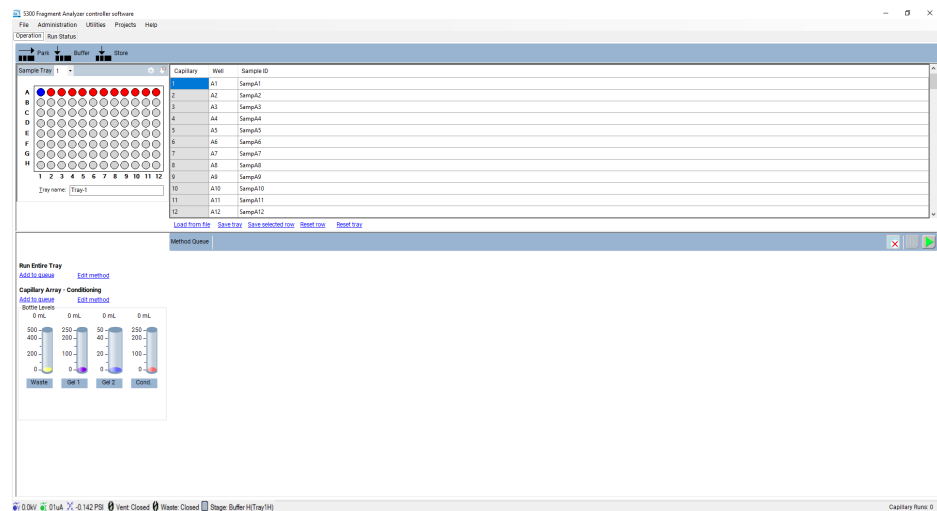 5300 Fragment Analyzer controller software
File Administration Utilities Projects Help
Operation Run Status
Park Buffer Store
Sample Tray 1
Capillary Well Sample ID
1 A1 SampA1
2 A2 SampA2
3 A3 SampA3
4 A4 SampA4
5 A5 SampA5
6 A6 SampA6
7 A7 SampA7
8 A8 SampA8
9 A9 SampA9
10 A10 SampA10
11 A11 SampA11
12 A12 SampA12
A
B
C
D
E
F
G
H
1 2 3 4 5 6 7 8 9 10 11 12
Tray name: Tray-1
Load from file Save tray Save selected row Reset row Reset tray
Method Queue
Run Entire Tray
Add to queue Edit method
Capillary Array - Conditioning
Add to queue Edit method
Bottle Levels
0 mL 0 mL 0 mL 0 mL
500 250 50 250
400 200 40 200
200 100 20 100
0 0 0 0
Waste Gel 1 Gel 2 Cond.
0.0kV 01uA -0.142 PSI Vent: Closed Waste: Closed Stage: Buffer H(Tray1H) Capillary Runs: 0